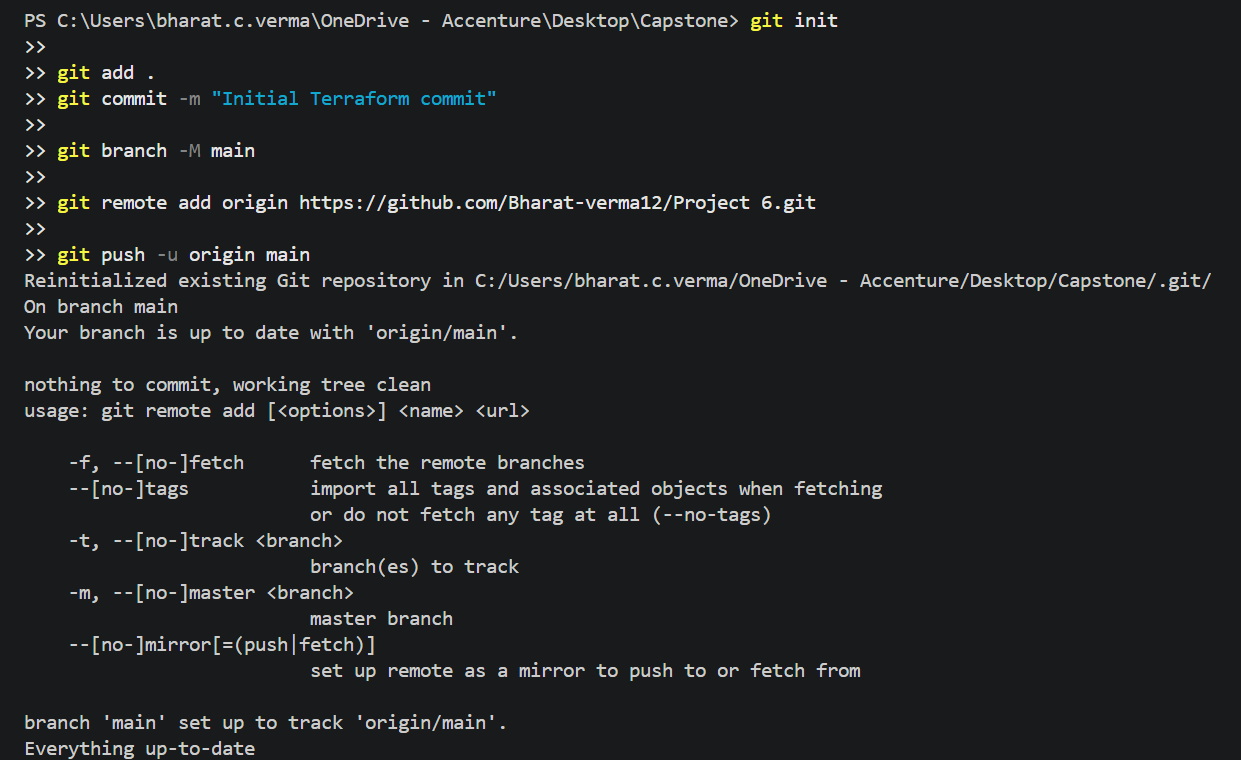 PS C:\Users\bharat.c.verma\OneDrive - Accenture\Desktop\Capstone> git init
>>
>> git add .
>> git commit -m "Initial Terraform commit"
>>
>> git branch -M main
>>
>> git remote add origin https://github.com/Bharat-verma12/Project 6.git
>>
>> git push -u origin main
Reinitialized existing Git repository in C:/Users/bharat.c.verma/OneDrive - Accenture/Desktop/Capstone/.git/
On branch main
Your branch is up to date with 'origin/main'.

nothing to commit, working tree clean
usage: git remote add [<options>] <name> <url>

    -f, --[no-]fetch      fetch the remote branches
    --[no-]tags           import all tags and associated objects when fetching
                          or do not fetch any tag at all (--no-tags)
    -t, --[no-]track <branch>
                          branch(es) to track
    -m, --[no-]master <branch>
                          master branch
    --[no-]mirror[=(push|fetch)]
                          set up remote as a mirror to push to or fetch from

branch 'main' set up to track 'origin/main'.
Everything up-to-date